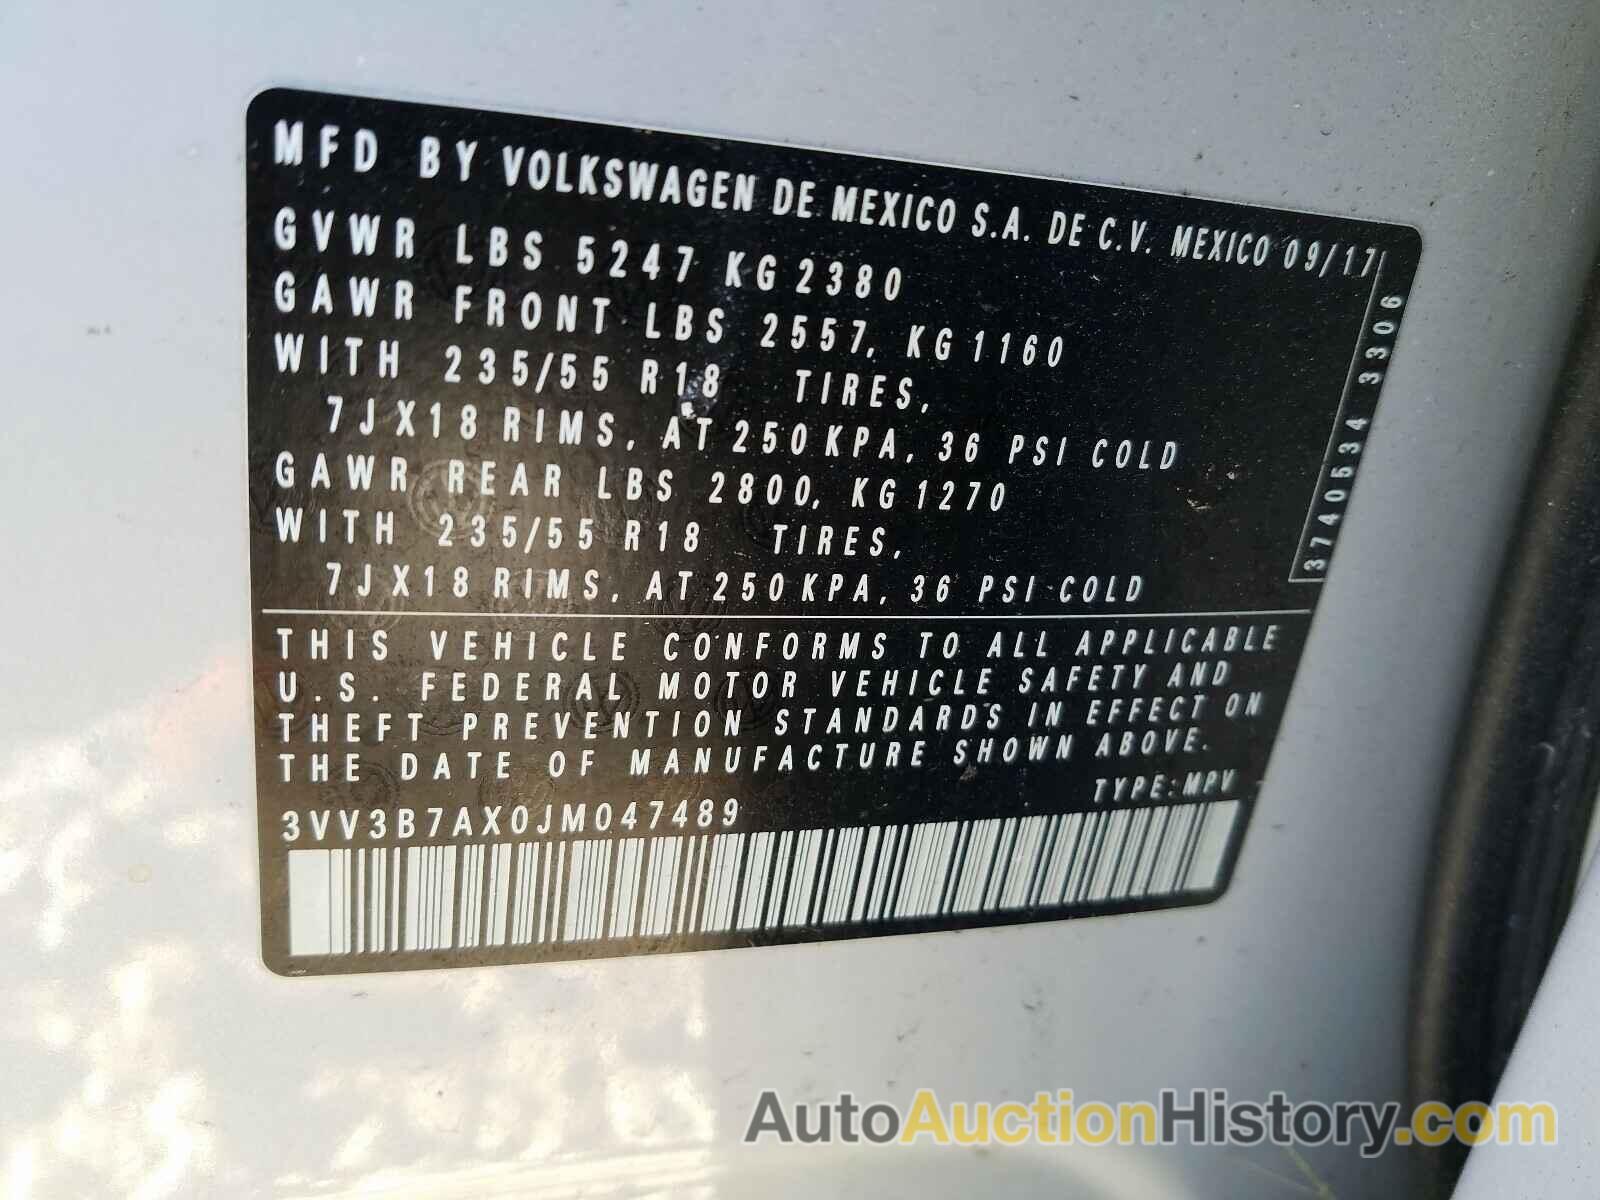 MFD BY VOLKSWAGEN DE MEXICO S.A. DE C.V. MEXICO 09/17
GVWR LBS 5247 KG 2380
GAWR FRONT LBS 2557, KG 1160
WITH 235/55 R18 TIRES,
7J X18 RIMS, AT 250 KPA, 36 PSI COLD
GAWR REAR LBS 2800, KG 1270
WITH 235/55 R18 TIRES,
7J X18 RIMS, AT 250 KPA, 36 PSI COLD
3740534 3306
THIS VEHICLE CONFORMS TO ALL APPLICABLE
U.S. FEDERAL MOTOR VEHICLE SAFETY AND
THEFT PREVENTION STANDARDS IN EFFECT ON
THE DATE OF MANUFACTURE SHOWN ABOVE.
TYPE: MPV
3VV3B7AX0JM047489
AutoAuctionHistory.com